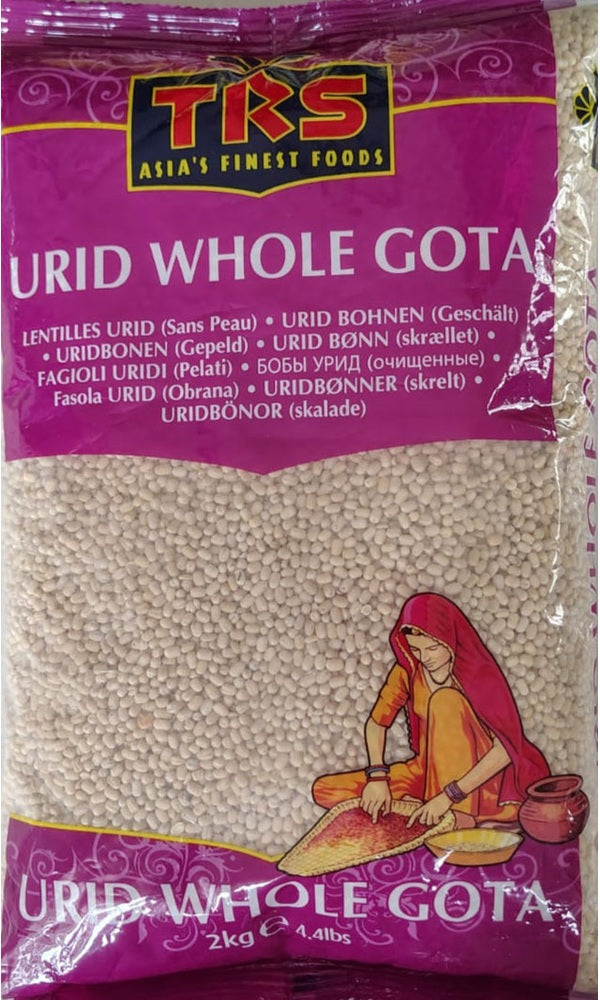 TRS
ASIA'S FINEST FOODS
URID WHOLE GOTA
LENTILLES URID (Sans Peau) • URID BOHNEN (Geschält)
• URIDBONEN (Gepeld) • URID BØNN (skrællet) •
FAGIOLI URIDI (Pelati) • БОБЫ УРИД (очищенные) •
Fasola URID (Obrana) • URIDBØNNER (skrelt) •
URIDBÖNOR (skalade)
URID WHOLE GOTA
2kg e 4.4lbs